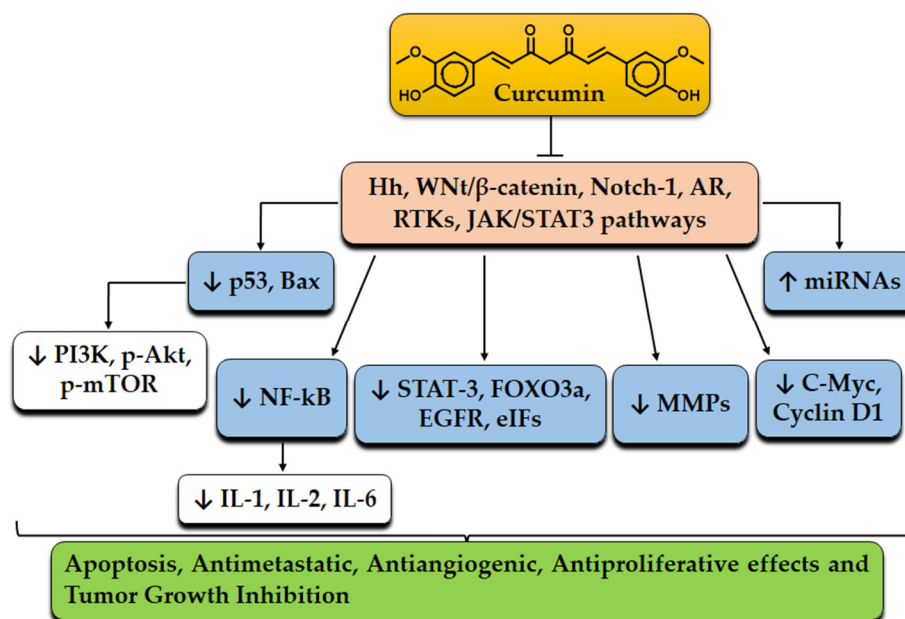 O O
O O
HO OH
Curcumin
Hh, WNt/β-catenin, Notch-1, AR,
RTKs, JAK/STAT3 pathways
↓ p53, Bax
↑ miRNAs
↓ PI3K, p-Akt,
p-mTOR
↓ NF-kB
↓ STAT-3, FOXO3a,
EGFR, eIFs
↓ MMPs
↓ C-Myc,
Cyclin D1
↓ IL-1, IL-2, IL-6
Apoptosis, Antimetastatic, Antiangiogenic, Antiproliferative effects and
Tumor Growth Inhibition